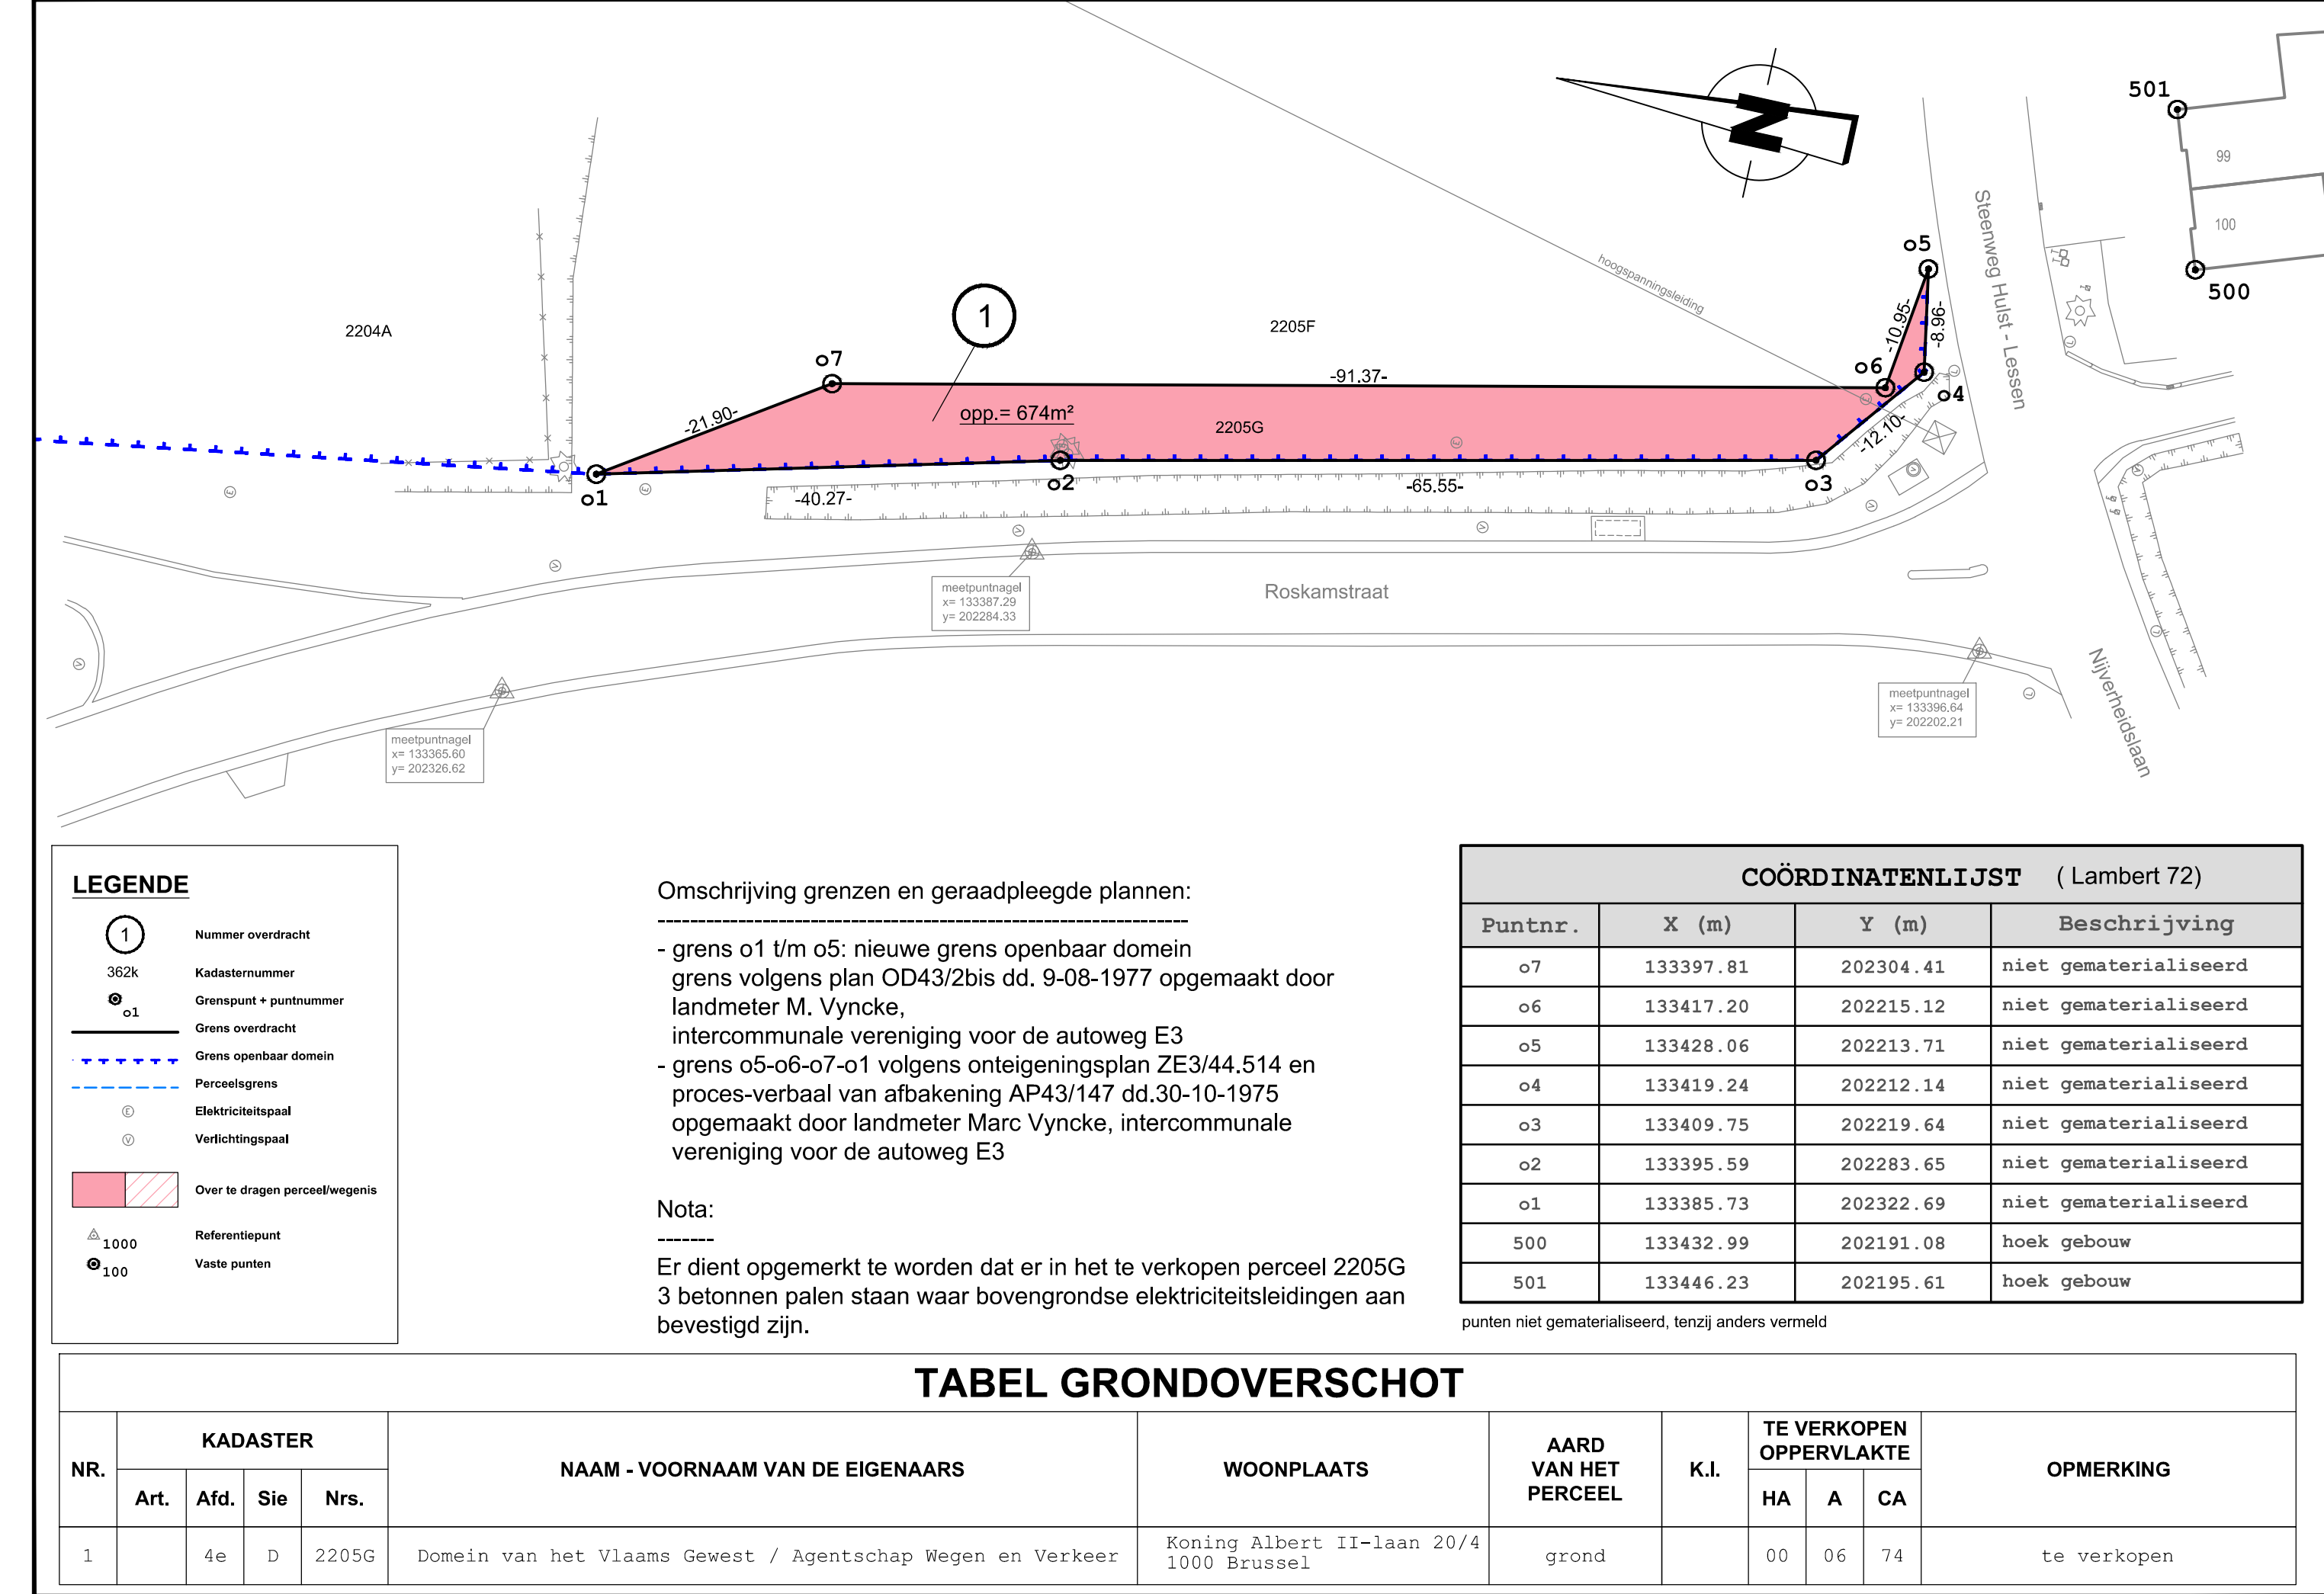 501
99
100
500
N
Steenweg Hulst - Lessen
hoogspanningsleiding
o5
-10.95-
-8.96-
2204A
1
2205F
o7
-91.37-
o6
o4
-21.90-
opp.= 674m²
2205G
-12.10-
o1
-40.27-
o2
-65.55-
o3
Roskamstraat
Nijverheidslaan
meetpuntnagel
x= 133387.29
y= 202284.33
meetpuntnagel
x= 133396.64
y= 202202.21
meetpuntnagel
x= 133365.60
y= 202326.62
LEGENDE
1 Nummer overdracht
362k Kadasternummer
o1 Grenspunt + puntnummer
Grens overdracht
Grens openbaar domein
Perceelsgrens
E Elektriciteitspaal
V Verlichtingspaal
Over te dragen perceel/wegenis
1000 Referentiepunt
100 Vaste punten
Omschrijving grenzen en geraadpleegde plannen:
- grens o1 t/m o5: nieuwe grens openbaar domein
grens volgens plan OD43/2bis dd. 9-08-1977 opgemaakt door
landmeter M. Vyncke,
intercommunale vereniging voor de autoweg E3
- grens o5-o6-o7-o1 volgens onteigeningsplan ZE3/44.514 en
proces-verbaal van afbakening AP43/147 dd.30-10-1975
opgemaakt door landmeter Marc Vyncke, intercommunale
vereniging voor de autoweg E3
Nota:
Er dient opgemerkt te worden dat er in het te verkopen perceel 2205G
3 betonnen palen staan waar bovengrondse elektriciteitsleidingen aan
bevestigd zijn.
COÖRDINATENLIJST ( Lambert 72)
Puntnr. X (m) Y (m) Beschrijving
o7 133397.81 202304.41 niet gematerialiseerd
o6 133417.20 202215.12 niet gematerialiseerd
o5 133428.06 202213.71 niet gematerialiseerd
o4 133419.24 202212.14 niet gematerialiseerd
o3 133409.75 202219.64 niet gematerialiseerd
o2 133395.59 202283.65 niet gematerialiseerd
o1 133385.73 202322.69 niet gematerialiseerd
500 133432.99 202191.08 hoek gebouw
501 133446.23 202195.61 hoek gebouw
punten niet gematerialiseerd, tenzij anders vermeld
TABEL GRONDOVERSCHOT
NR. KADASTER NAAM - VOORNAAM VAN DE EIGENAARS WOONPLAATS AARD VAN HET PERCEEL K.I. TE VERKOPEN OPPERVLAKTE OPMERKING
Art. Afd. Sie Nrs. HA A CA
1 4e D 2205G Domein van het Vlaams Gewest / Agentschap Wegen en Verkeer Koning Albert II-laan 20/4 grond 00 06 74 te verkopen
1000 Brussel